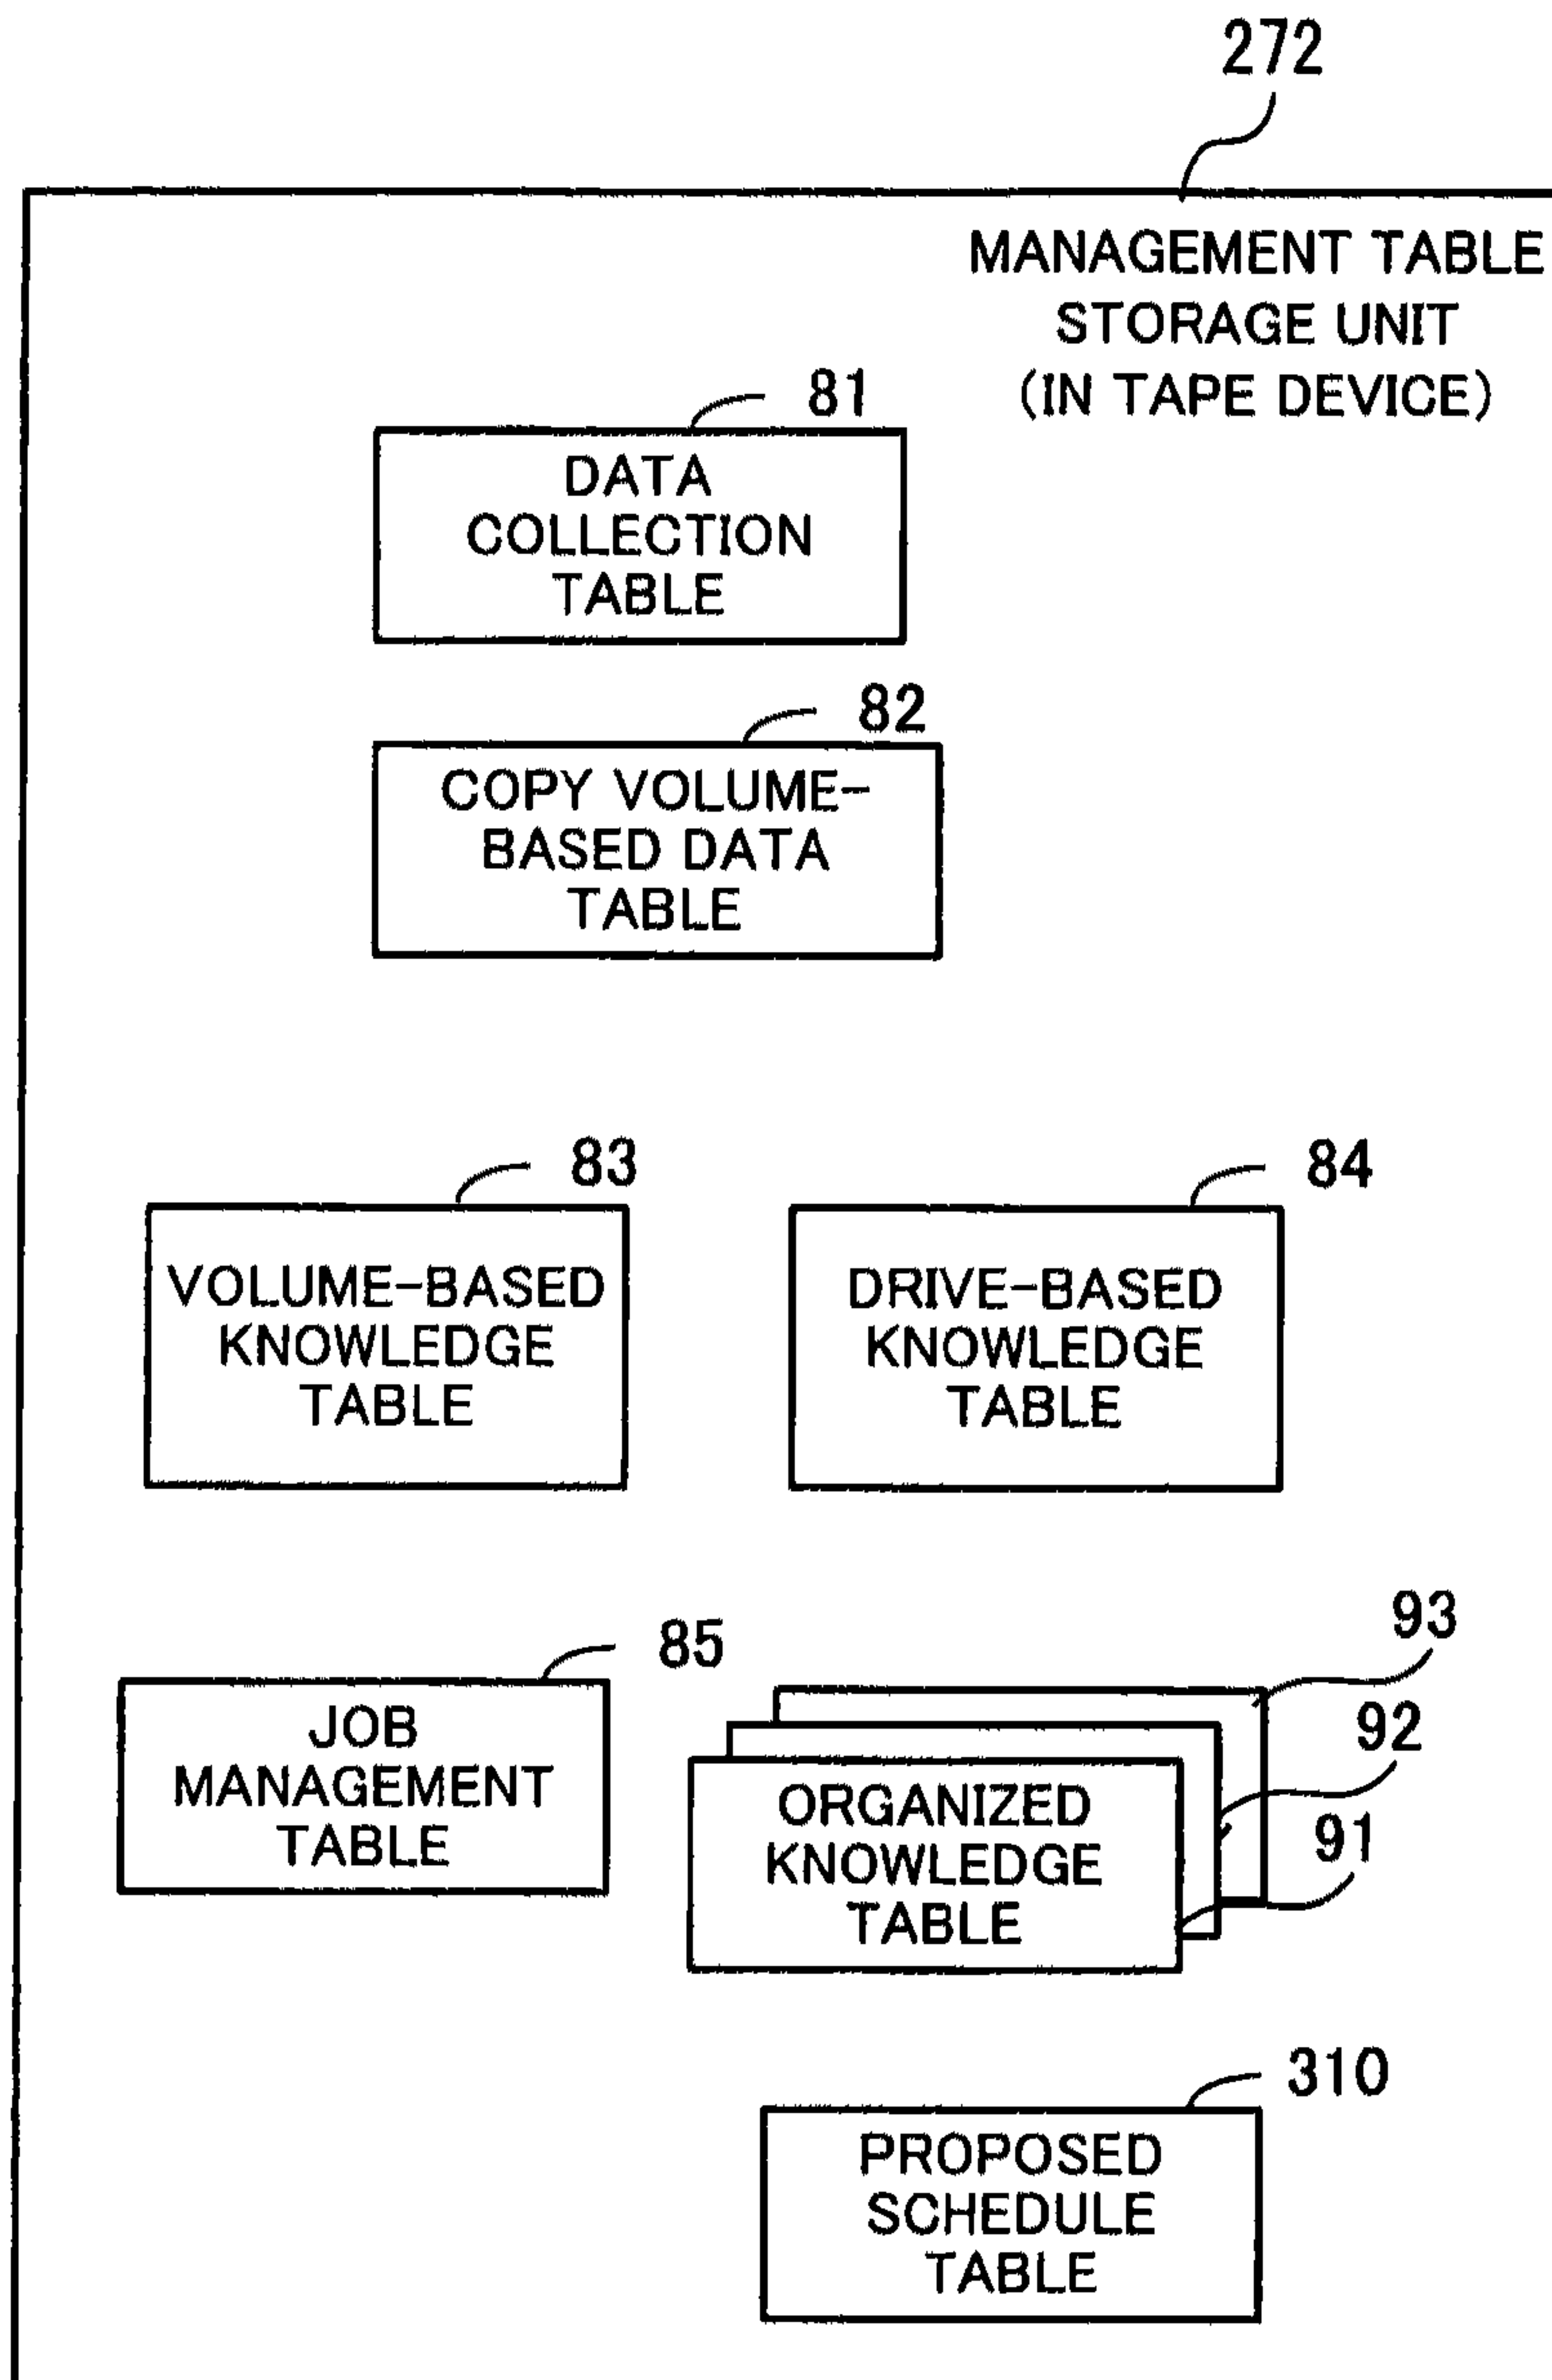 272
MANAGEMENT TABLE
STORAGE UNIT
(IN TAPE DEVICE)
81
DATA
COLLECTION
TABLE
82
COPY VOLUME-
BASED DATA
TABLE
83
VOLUME-BASED
KNOWLEDGE
TABLE
84
DRIVE-BASED
KNOWLEDGE
TABLE
85
JOB
MANAGEMENT
TABLE
93
92
91
ORGANIZED
KNOWLEDGE
TABLE
310
PROPOSED
SCHEDULE
TABLE